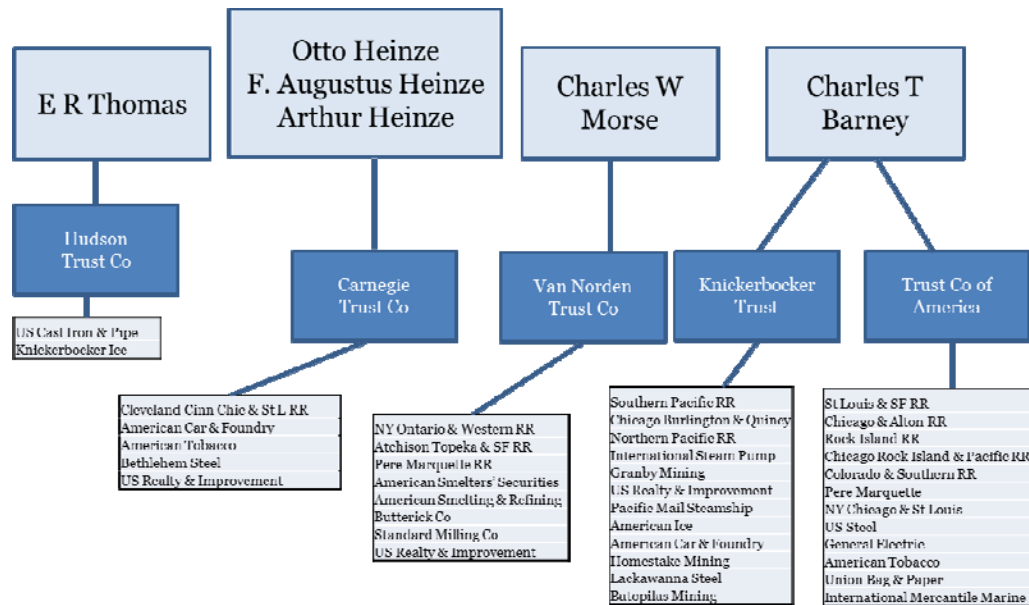 E R Thomas
Otto Heinze
F. Augustus Heinze
Arthur Heinze
Charles W
Morse
Charles T
Barney
Hudson
Trust Co
Carnegie
Trust Co
Van Norden
Trust Co
Knickerbocker
Trust
Trust Co of
America
US Cast Iron & Pipe
Knickerbocker Ice
Cleveland Cinn Chic & St L RR
American Car & Foundry
American Tobacco
Bethlehem Steel
US Realty & Improvement
NY Ontario & Western RR
Atchison Topeka & SF RR
Pere Marquette RR
American Smelters' Securities
American Smelting & Refining
Butterick Co
Standard Milling Co
US Realty & Improvement
Southern Pacific RR
Chicago Burlington & Quincy
Northern Pacific RR
International Steam Pump
Granby Mining
US Realty & Improvement
Pacific Mail Steamship
American Ice
American Car & Foundry
Homestake Mining
Lackawanna Steel
Batopilas Mining
St Louis & SF RR
Chicago & Alton RR
Rock Island RR
Chicago Rock Island & Pacific RR
Colorado & Southern RR
Pere Marquette
NY Chicago & St Louis
US Steel
General Electric
American Tobacco
Union Bag & Paper
International Mercantile Marine